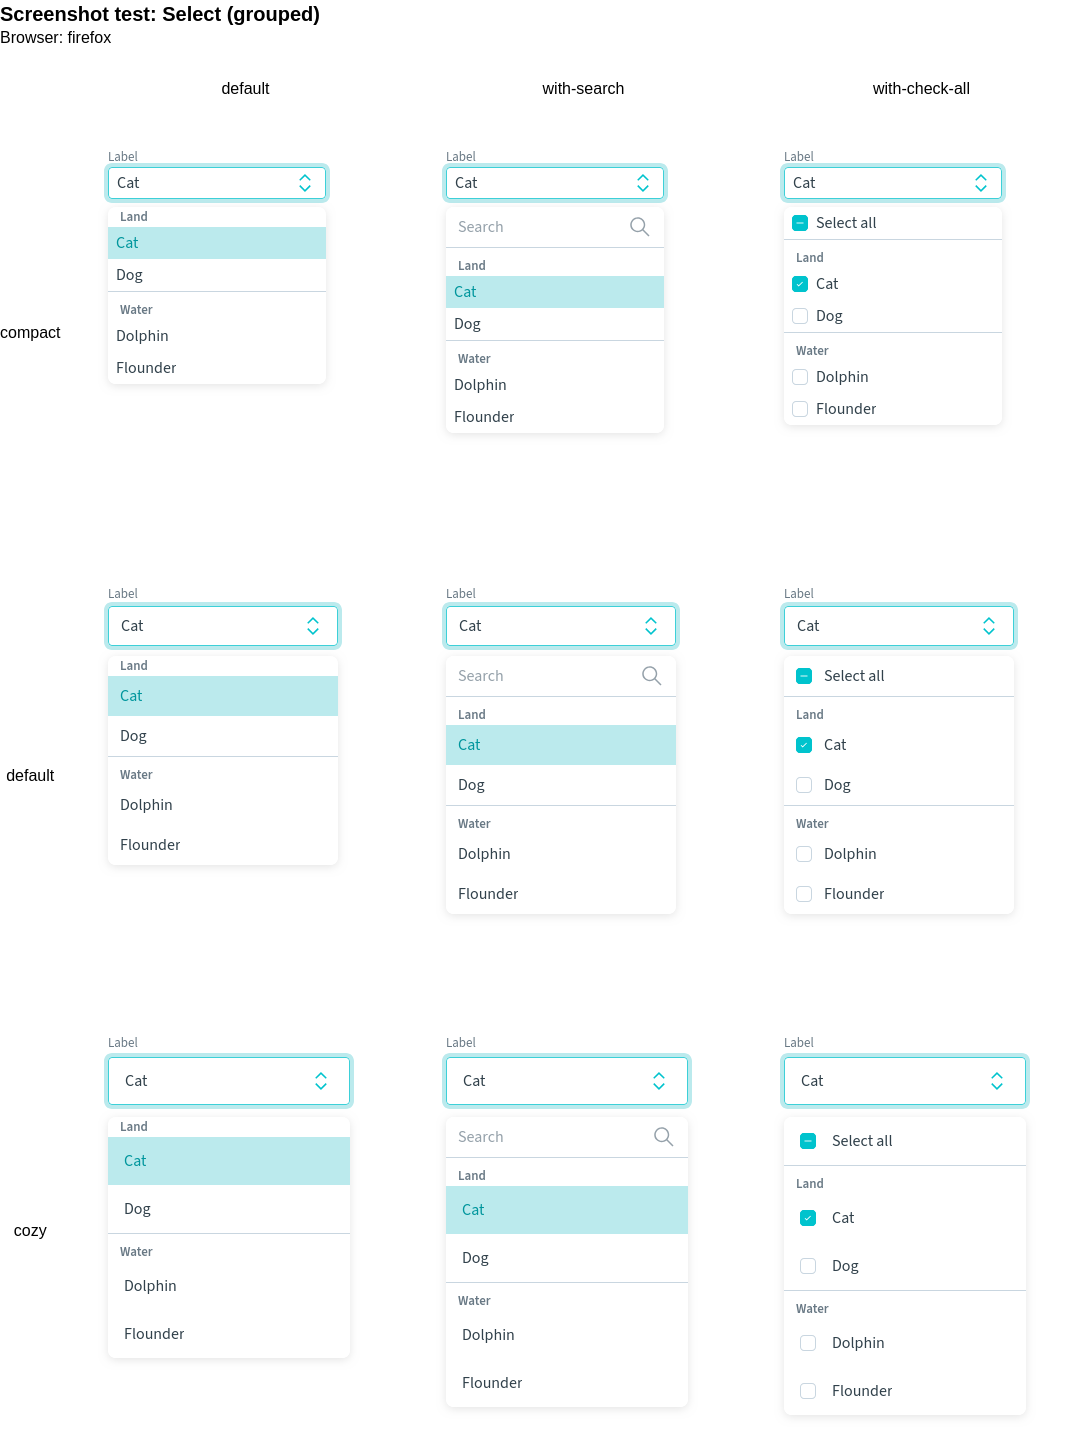 Screenshot test: Select (grouped)
Browser: firefox
default with-search with-check-all
compact
Label
Cat
Land
Cat
Dog
Water
Dolphin
Flounder
Label
Cat
Search
Land
Cat
Dog
Water
Dolphin
Flounder
Label
Cat
Select all
Land
Cat
Dog
Water
Dolphin
Flounder
default
Label
Cat
Land
Cat
Dog
Water
Dolphin
Flounder
Label
Cat
Search
Land
Cat
Dog
Water
Dolphin
Flounder
Label
Cat
Select all
Land
Cat
Dog
Water
Dolphin
Flounder
cozy
Label
Cat
Land
Cat
Dog
Water
Dolphin
Flounder
Label
Cat
Search
Land
Cat
Dog
Water
Dolphin
Flounder
Label
Cat
Select all
Land
Cat
Dog
Water
Dolphin
Flounder